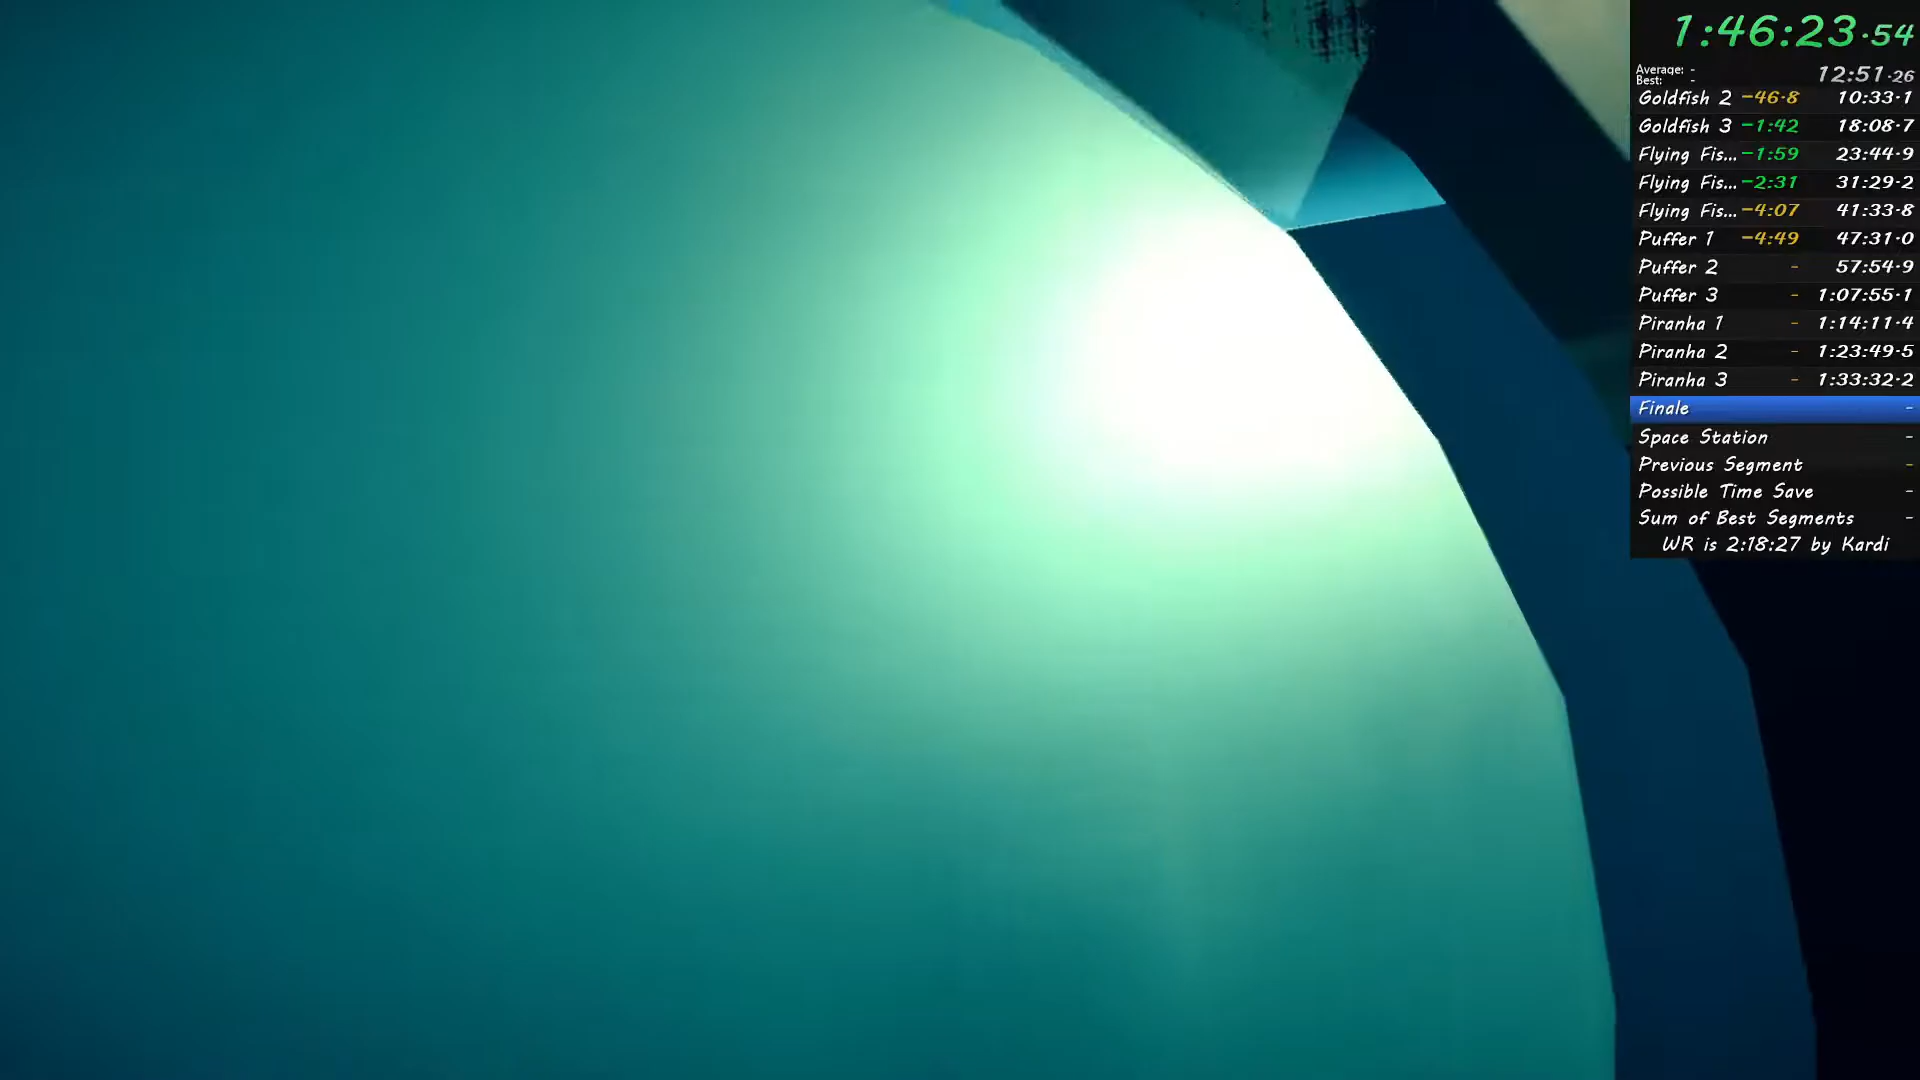 1:46:23.54
Average: -
Best: -
12:51.26
Goldfish 2 -46.8 10:33.1
Goldfish 3 -1:42 18:08.7
Flying Fis... -1:59 23:44.9
Flying Fis... -2:31 31:29.2
Flying Fis... -4:07 41:33.8
Puffer 1 -4:49 47:31.0
Puffer 2 - 57:54.9
Puffer 3 - 1:07:55.1
Piranha 1 - 1:14:11.4
Piranha 2 - 1:23:49.5
Piranha 3 - 1:33:32.2
Finale -
Space Station -
Previous Segment -
Possible Time Save -
Sum of Best Segments -
WR is 2:18:27 by Kardi